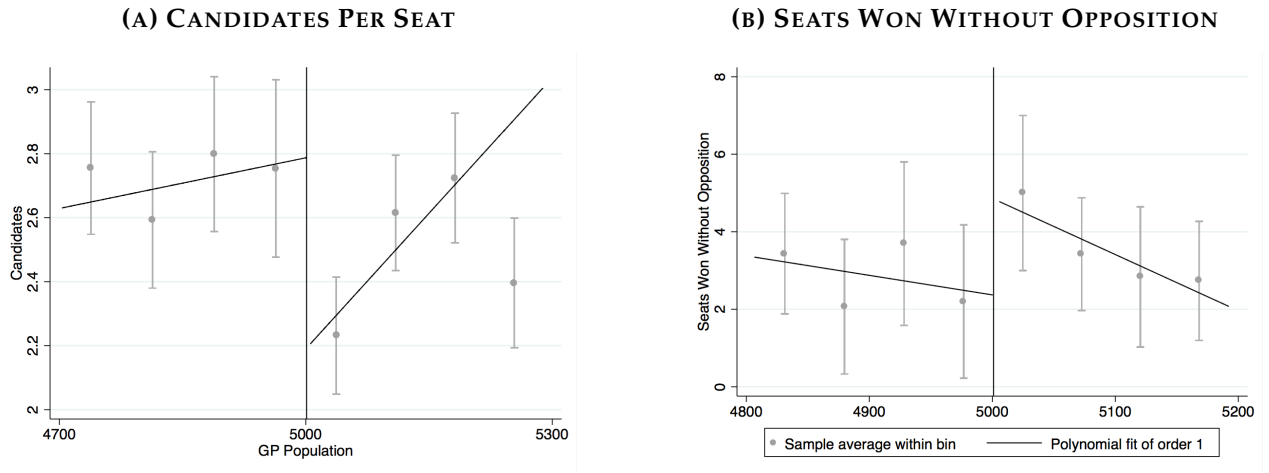 (A) CANDIDATES PER SEAT
3
2.8
2.6
2.4
2.2
2
Candidates
4700
5000
5300
GP Population
(B) SEATS WON WITHOUT OPPOSITION
8
6
4
2
0
Seats Won Without Opposition
4800
4900
5000
5100
5200
Sample average within bin
Polynomial fit of order 1